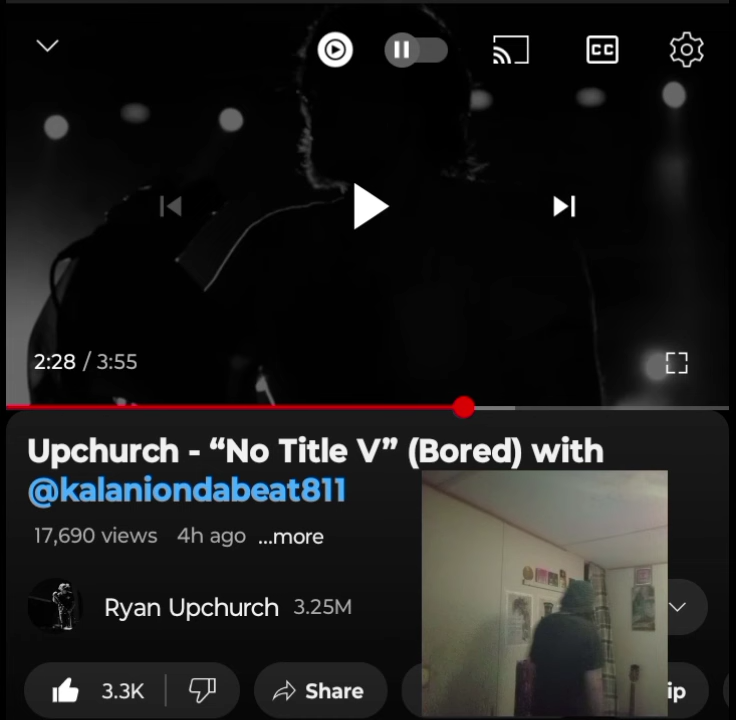 CC
2:28 / 3:55
Upchurch - “No Title V” (Bored) with
@kalaniondabeat811
17,690 views 4h ago ...more
Ryan Upchurch 3.25M
3.3K Share ip